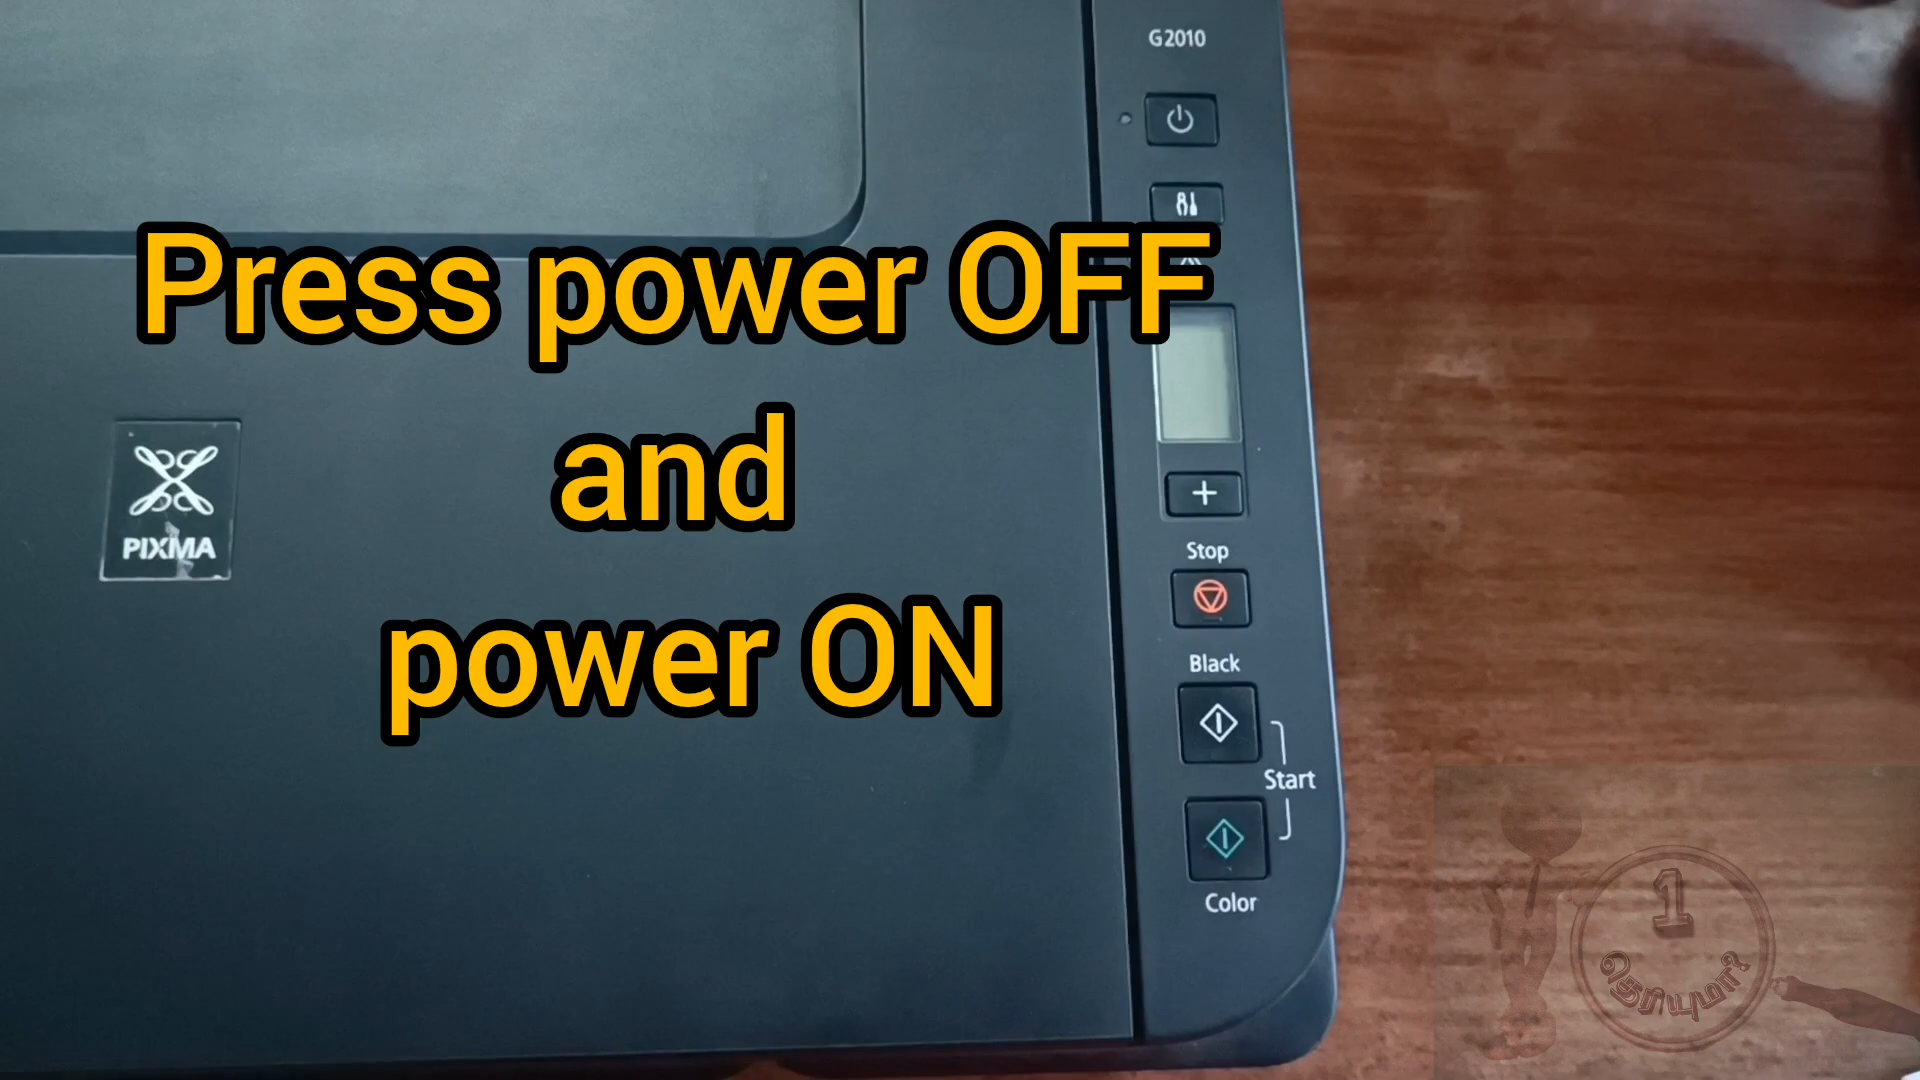 G2010
Press power OFF
and
power ON
PIXMA
Stop
Black
Start
Color
1
தெரியுமா?